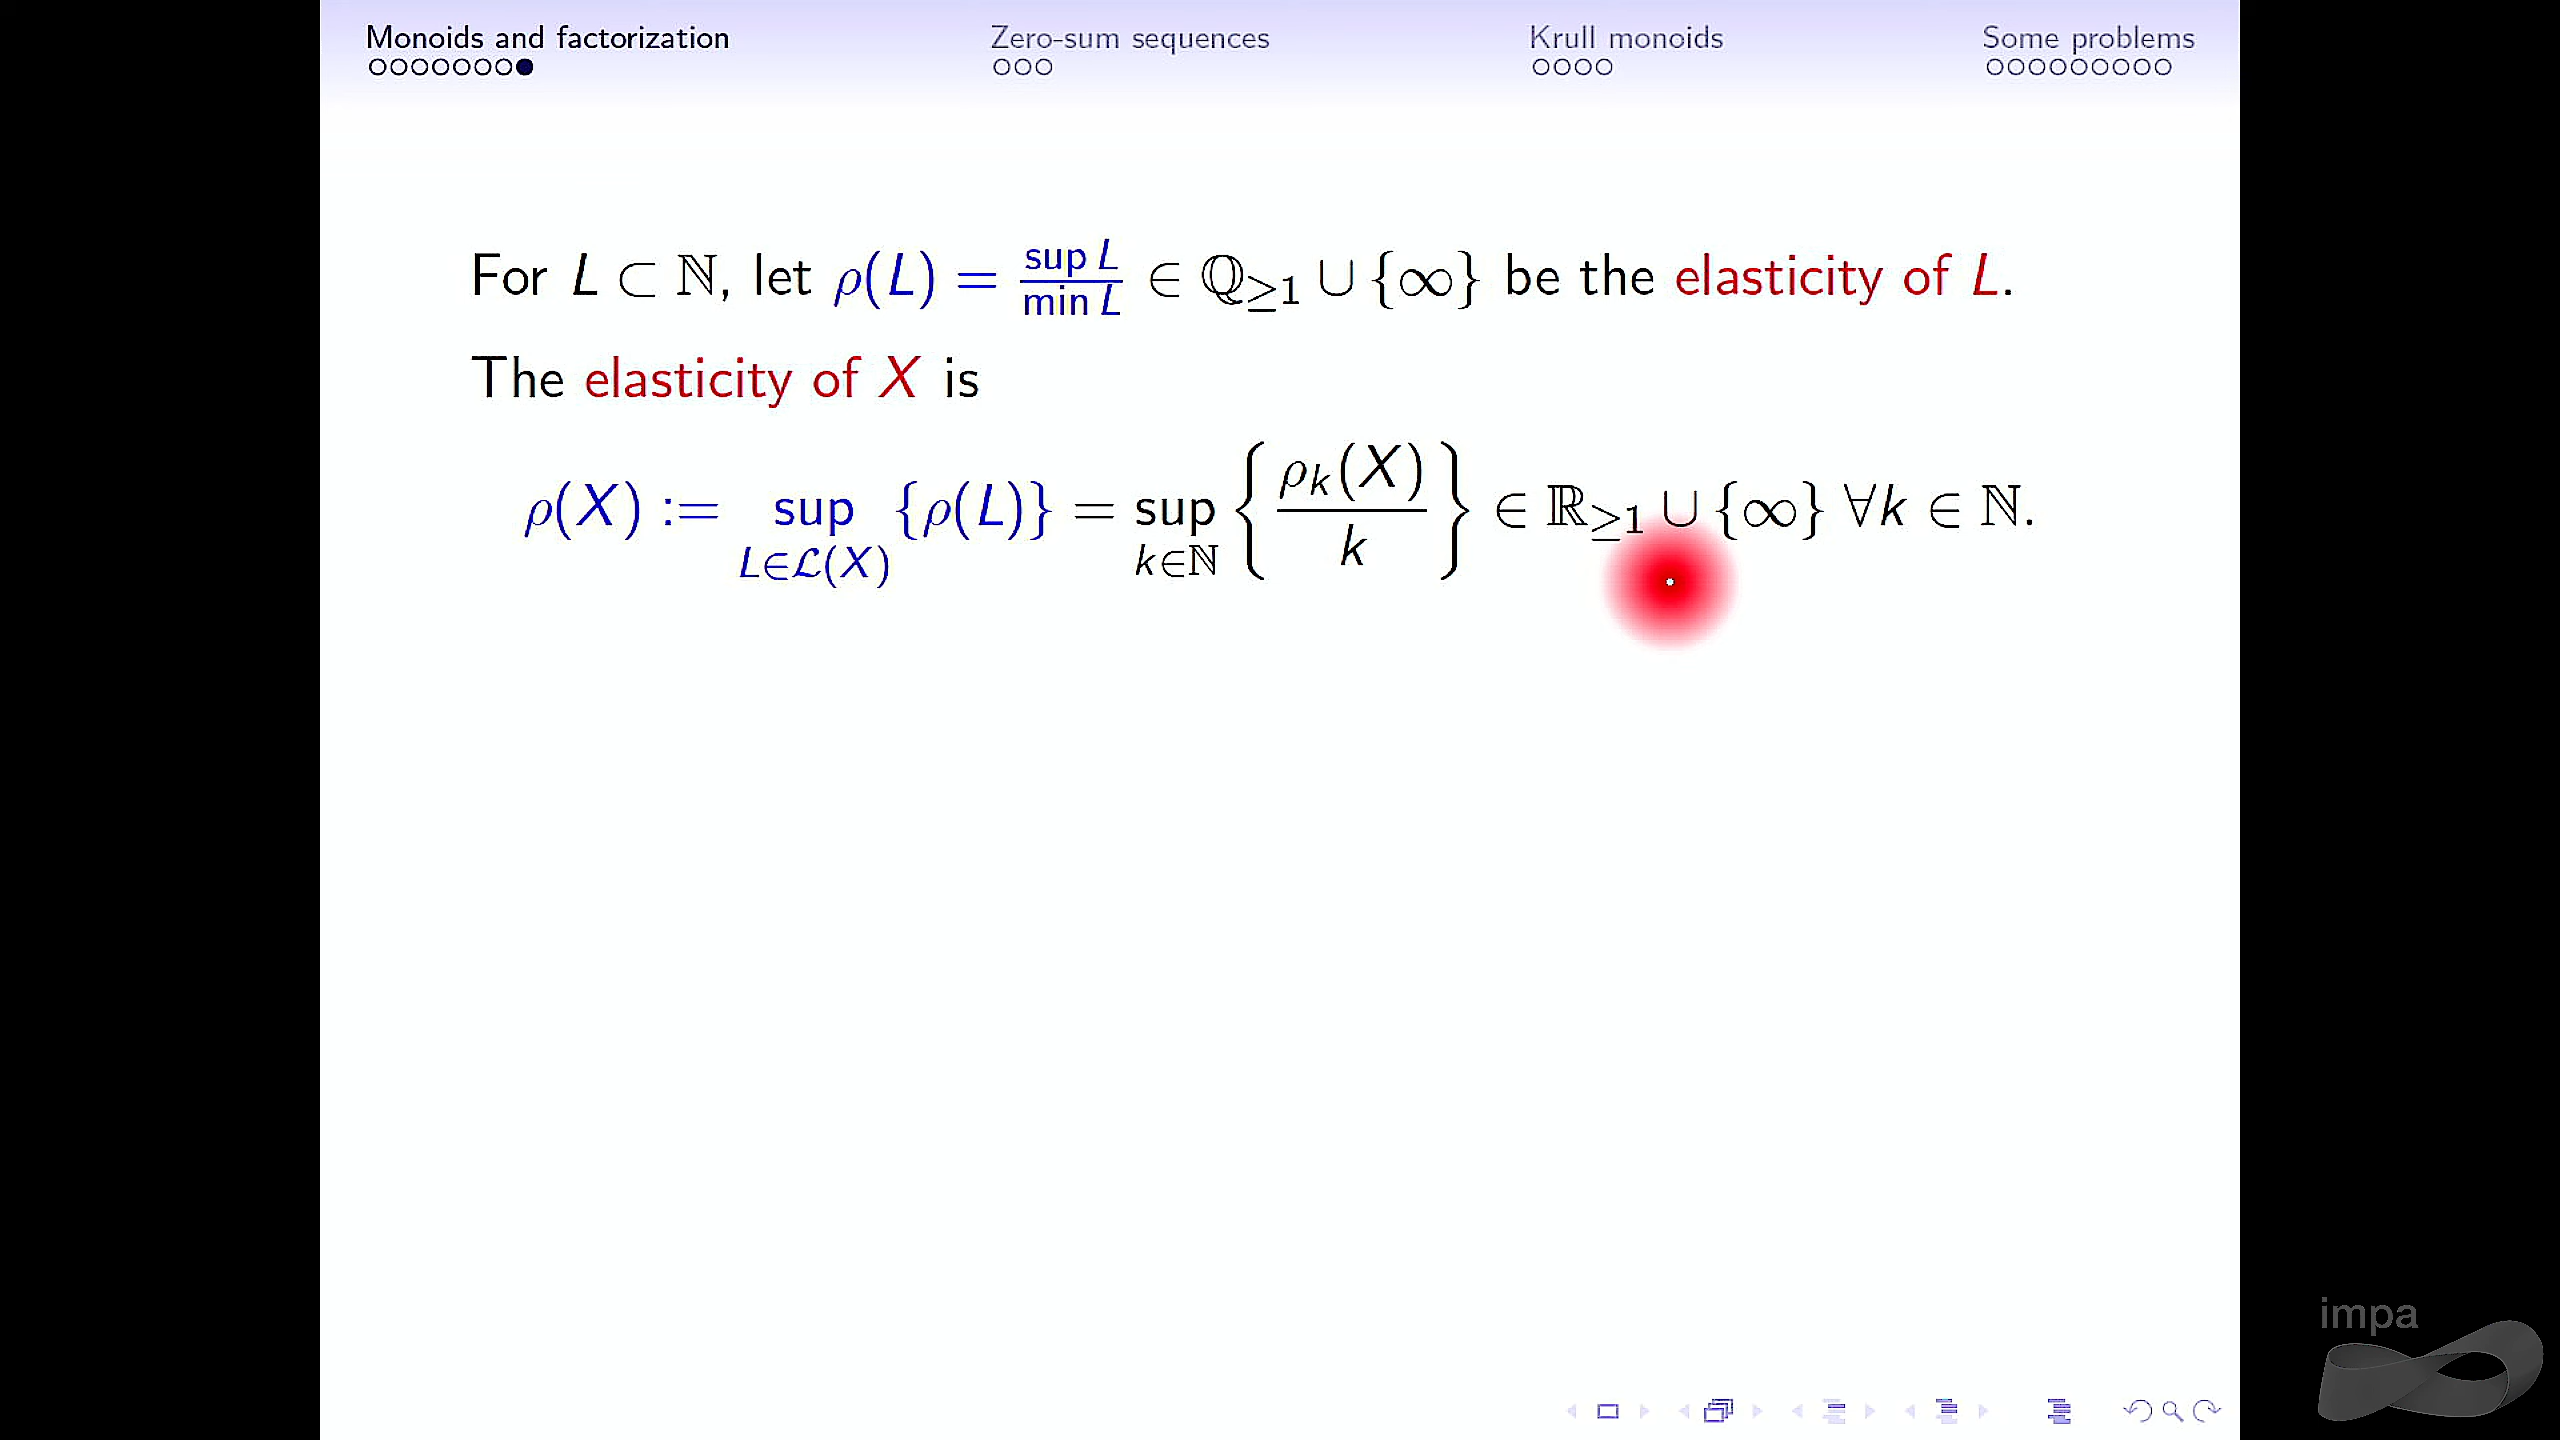 Monoids and factorization Zero-sum sequences Krull monoids Some problems
For L ⊂ ℕ, let ρ(L) = sup L / min L ∈ ℚ≥1 ∪ {∞} be the elasticity of L.
The elasticity of X is
ρ(X) := sup_{L∈𝓛(X)} {ρ(L)} = sup_{k∈ℕ} { ρ_k(X) / k } ∈ ℝ≥1 ∪ {∞} ∀k ∈ ℕ.
impa